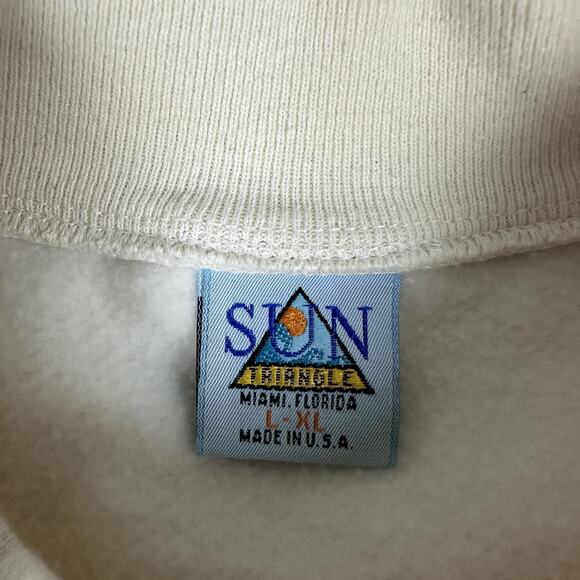 SUN
TRIANGLE
MIAMI, FLORIDA
L-XL
MADE IN U.S.A.